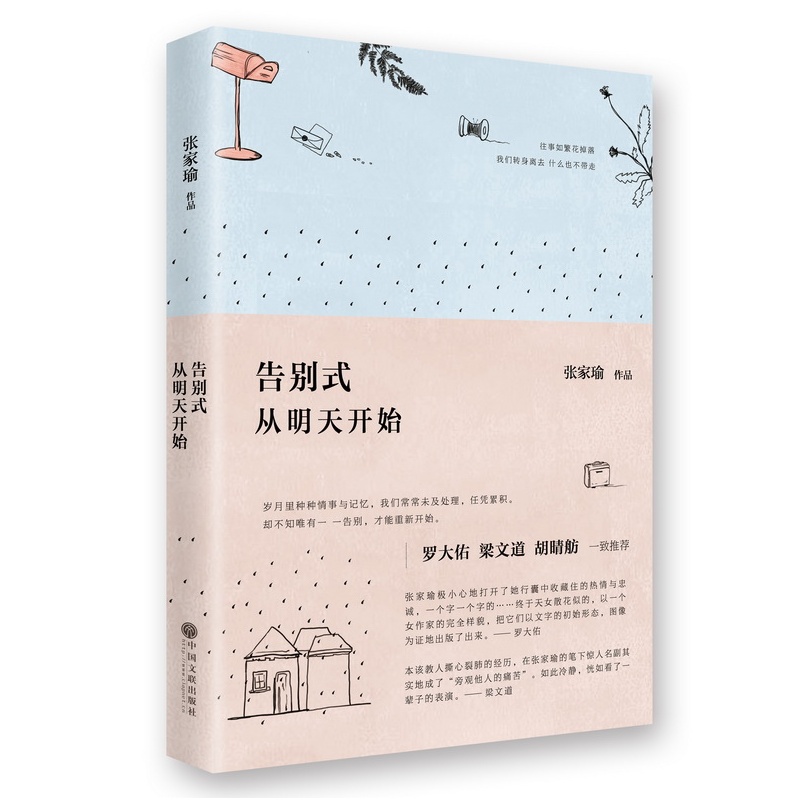 张家瑜 作品
告别式
从明天开始
中国文联出版社
往事如繁花掉落
我们转身离去 什么也不带走
告别式
从明天开始
张家瑜 作品
岁月里种种情事与记忆，我们常常未及处理，任凭累积。
却不知唯有一 一告别，才能重新开始。
罗大佑 梁文道 胡晴舫 一致推荐
张家瑜极小心地打开了她行囊中收藏住的热情与忠
诚，一个字一个字的……终于天女散花似的，以一个
女作家的完全样貌，把它们以文字的初始形态，图像
为证地出版了出来。——罗大佑
本该教人撕心裂肺的经历，在张家瑜的笔下惊人名副其
实地成了“旁观他人的痛苦”。如此冷静，恍如看了一
辈子的表演。——梁文道